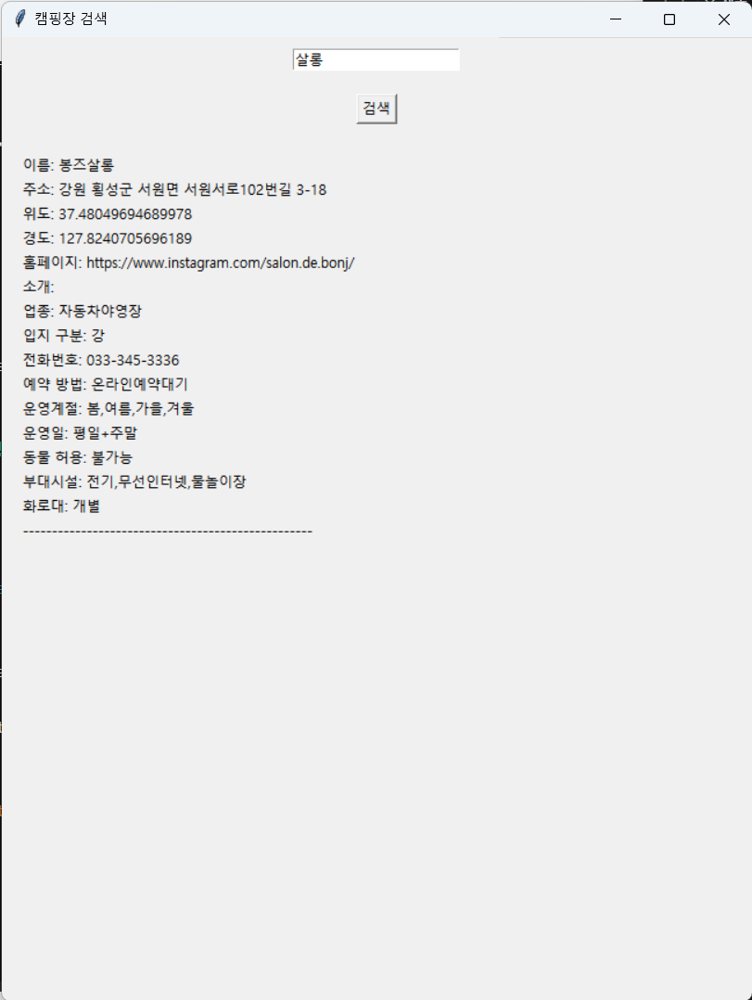 캠핑장 검색
살롱
검색
이름: 봉즈살롱
주소: 강원 횡성군 서원면 서원서로102번길 3-18
위도: 37.48049694689978
경도: 127.8240705696189
홈페이지: https://www.instagram.com/salon.de.bonj/
소개:
업종: 자동차야영장
입지 구분: 강
전화번호: 033-345-3336
예약 방법: 온라인예약대기
운영계절: 봄,여름,가을,겨울
운영일: 평일+주말
동물 허용: 불가능
부대시설: 전기,무선인터넷,물놀이장
화로대: 개별
--------------------------------------------------